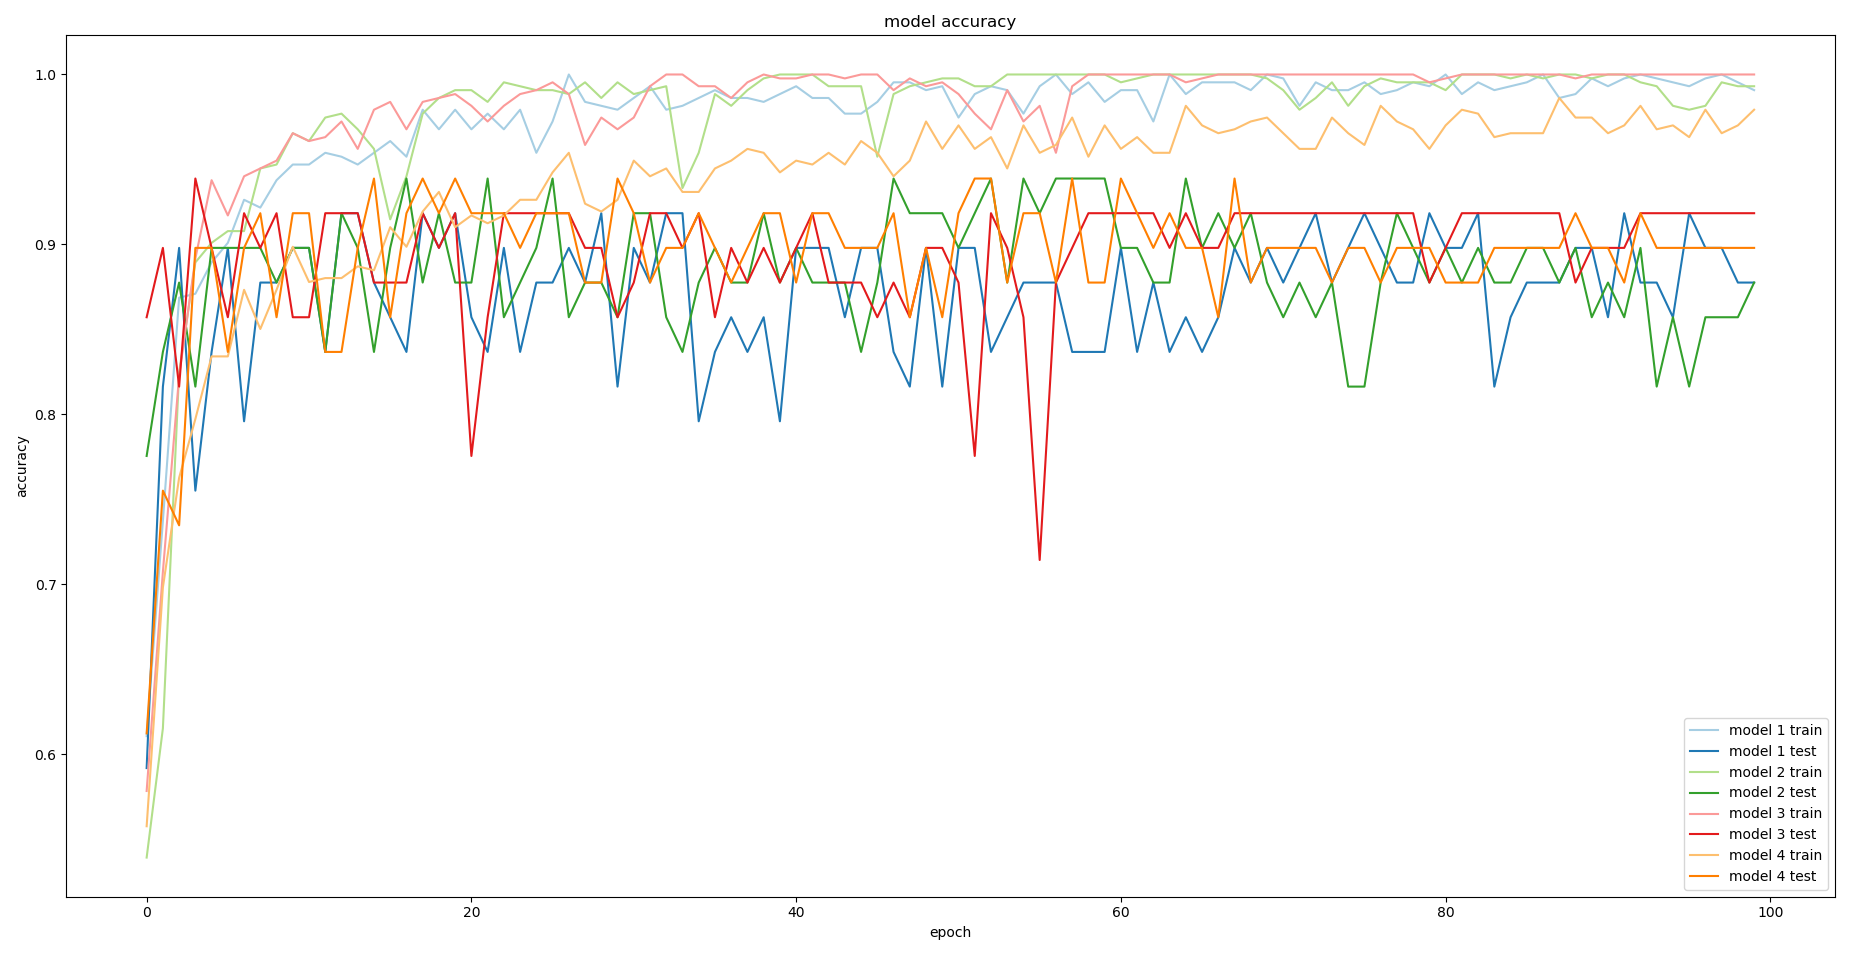 model accuracy
1.0
0.9
0.8
0.7
0.6
accuracy
0
20
40
60
80
100
epoch
model 1 train
model 1 test
model 2 train
model 2 test
model 3 train
model 3 test
model 4 train
model 4 test